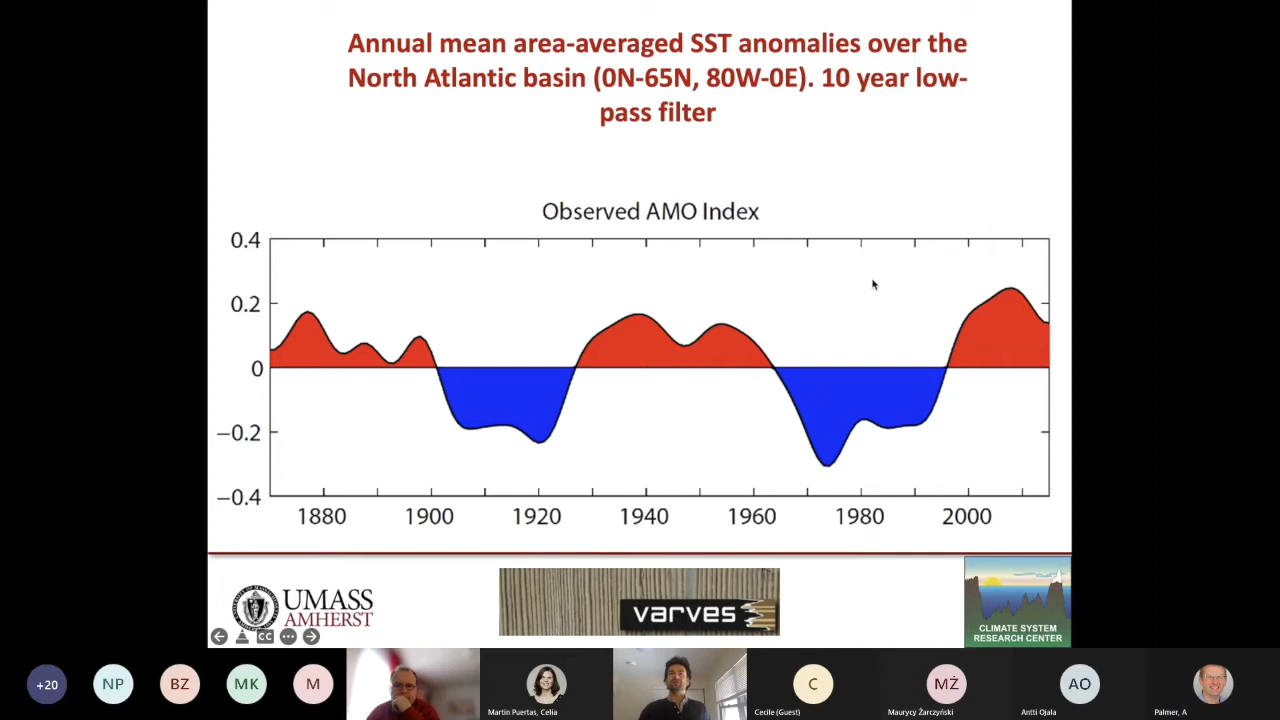 Annual mean area-averaged SST anomalies over the
North Atlantic basin (0N-65N, 80W-0E). 10 year low-
pass filter
Observed AMO Index
0.4
0.2
0
−0.2
−0.4
1880 1900 1920 1940 1960 1980 2000
UMASS
AMHERST
varves
CLIMATE SYSTEM
RESEARCH CENTER
CC
+20 NP BZ MK M C MŻ AO
Martin Puertas, Celia Cecile (Guest) Maurycy Żarczyński Antti Ojala Palmer, A